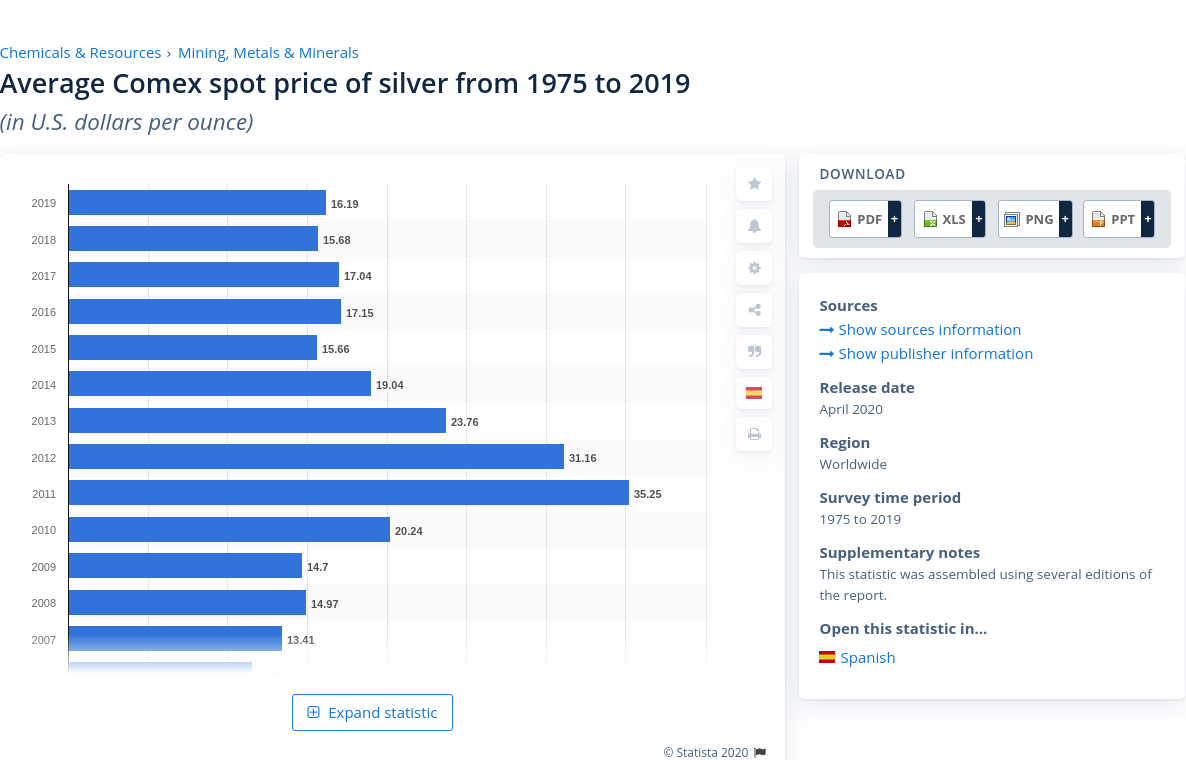 Chemicals & Resources › Mining, Metals & Minerals
Average Comex spot price of silver from 1975 to 2019
(in U.S. dollars per ounce)
2019 16.19
2018 15.68
2017 17.04
2016 17.15
2015 15.66
2014 19.04
2013 23.76
2012 31.16
2011 35.25
2010 20.24
2009 14.7
2008 14.97
2007 13.41
Expand statistic
© Statista 2020
DOWNLOAD
PDF + XLS + PNG + PPT +
Sources
Show sources information
Show publisher information
Release date
April 2020
Region
Worldwide
Survey time period
1975 to 2019
Supplementary notes
This statistic was assembled using several editions of
the report.
Open this statistic in...
Spanish